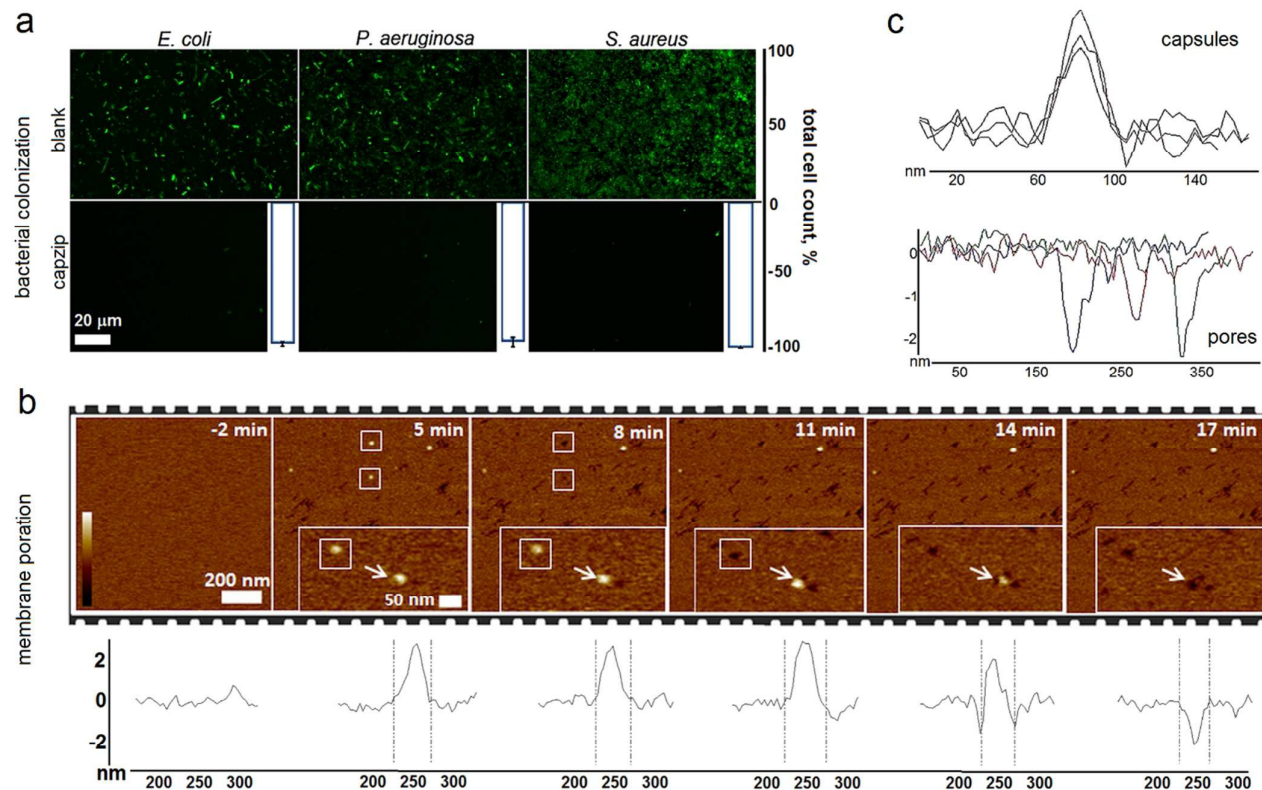 a
E. coli P. aeruginosa S. aureus
bacterial colonization
blank
capzip
20 μm
100
50
0
-50
-100
total cell count, %
c
capsules
nm 20 60 100 140
0
-1
-2
nm 50 150 250 350
pores
b
membrane poration
-2 min 5 min 8 min 11 min 14 min 17 min
200 nm
50 nm
2
0
-2
nm
200 250 300 200 250 300 200 250 300 200 250 300 200 250 300 200 250 300